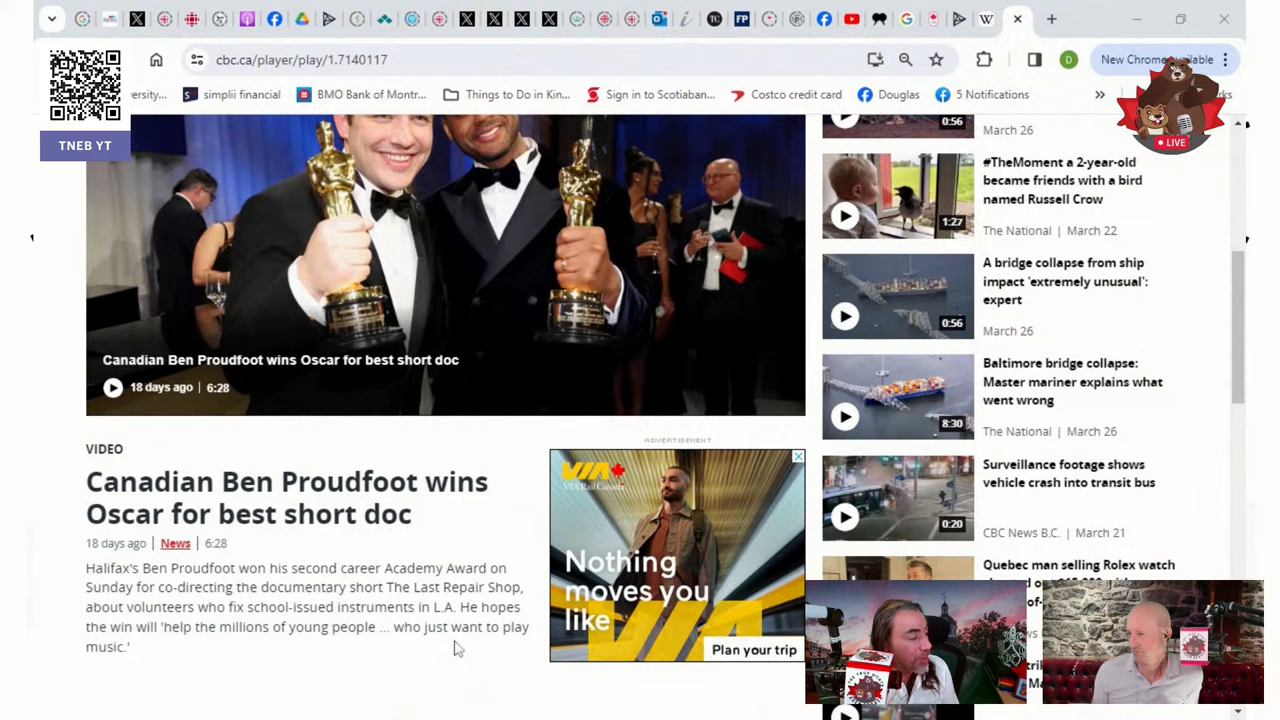 cbc.ca/player/play/1.7140117
New Chrome available
ersity...
simplii financial
BMO Bank of Montr...
Things to Do in Kin...
Sign in to Scotiaban...
Costco credit card
Douglas
5 Notifications
»
TNEB YT
LIVE
Canadian Ben Proudfoot wins Oscar for best short doc
18 days ago | 6:28
VIDEO
Canadian Ben Proudfoot wins
Oscar for best short doc
18 days ago | News | 6:28
Halifax's Ben Proudfoot won his second career Academy Award on
Sunday for co-directing the documentary short The Last Repair Shop,
about volunteers who fix school-issued instruments in L.A. He hopes
the win will 'help the millions of young people ... who just want to play
music.'
ADVERTISEMENT
VIA
VIA Rail Canada
Nothing
moves you
like
VIA
Plan your trip
0:56
March 26
1:27
#TheMoment a 2-year-old
became friends with a bird
named Russell Crow
The National | March 22
0:56
A bridge collapse from ship
impact 'extremely unusual':
expert
March 26
8:30
Baltimore bridge collapse:
Master mariner explains what
went wrong
The National | March 26
0:20
Surveillance footage shows
vehicle crash into transit bus
CBC News B.C. | March 21
Quebec man selling Rolex watch